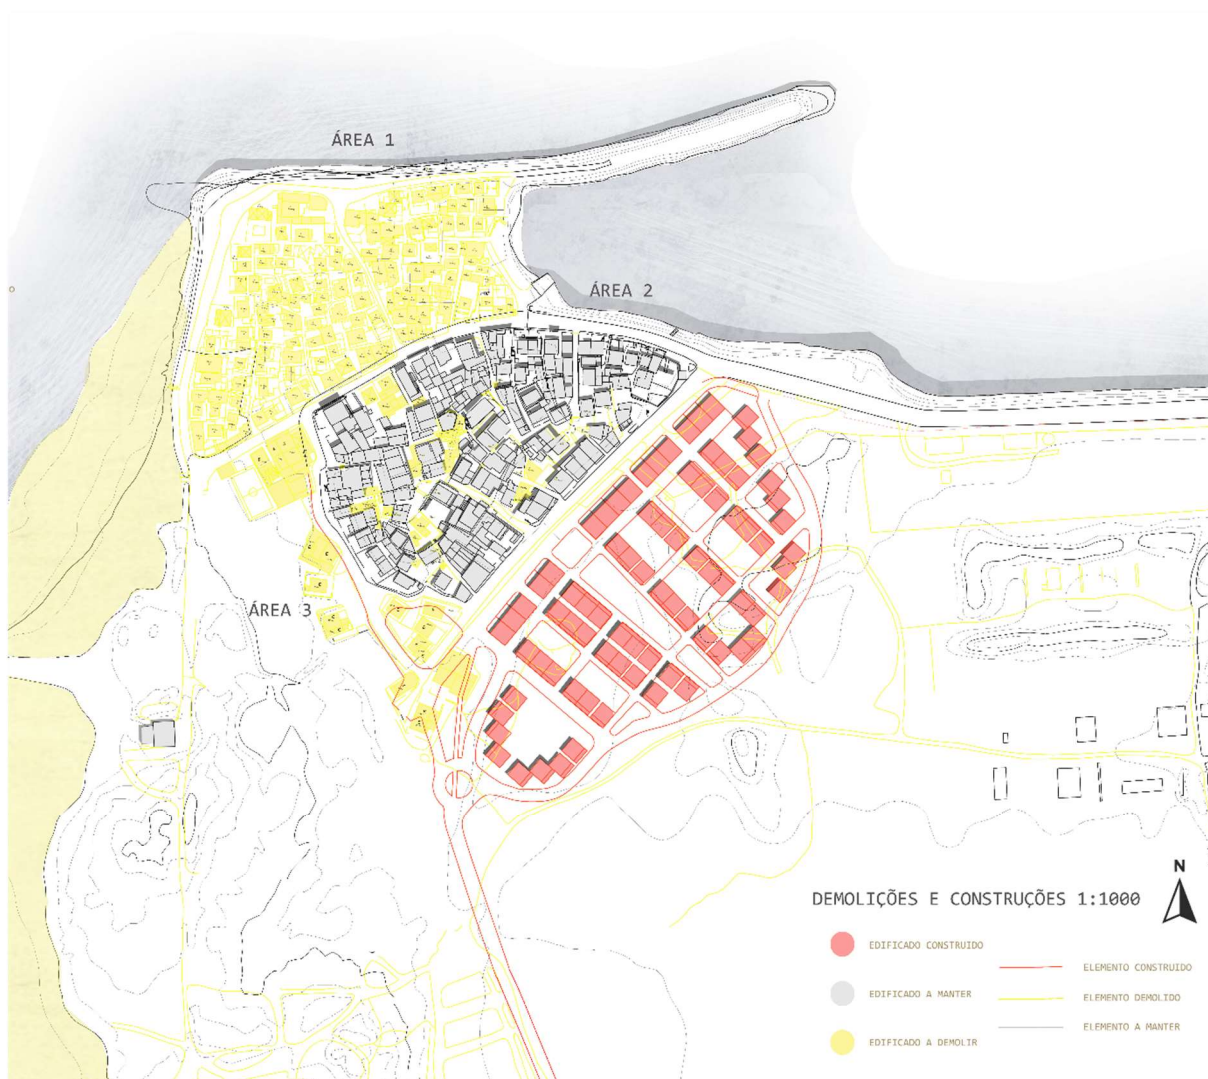 ÁREA 1
ÁREA 2
ÁREA 3
N
DEMOLIÇÕES E CONSTRUÇÕES 1:1000
EDIFICADO CONSTRUIDO
EDIFICADO A MANTER
EDIFICADO A DEMOLIR
ELEMENTO CONSTRUIDO
ELEMENTO DEMOLIDO
ELEMENTO A MANTER